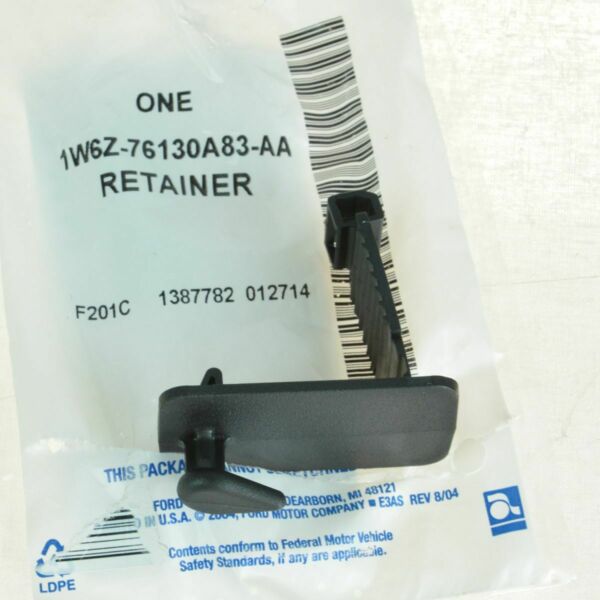 ONE
1W6Z-76130A83-AA
RETAINER
F201C 1387782 012714
THIS PACKA
FORD DEARBORN, MI 48121
IN U.S.A. © 2004, FORD MOTOR COMPANY ■ E3AS REV 8/04
Contents conform to Federal Motor Vehicle
Safety Standards, if any are applicable.
LDPE